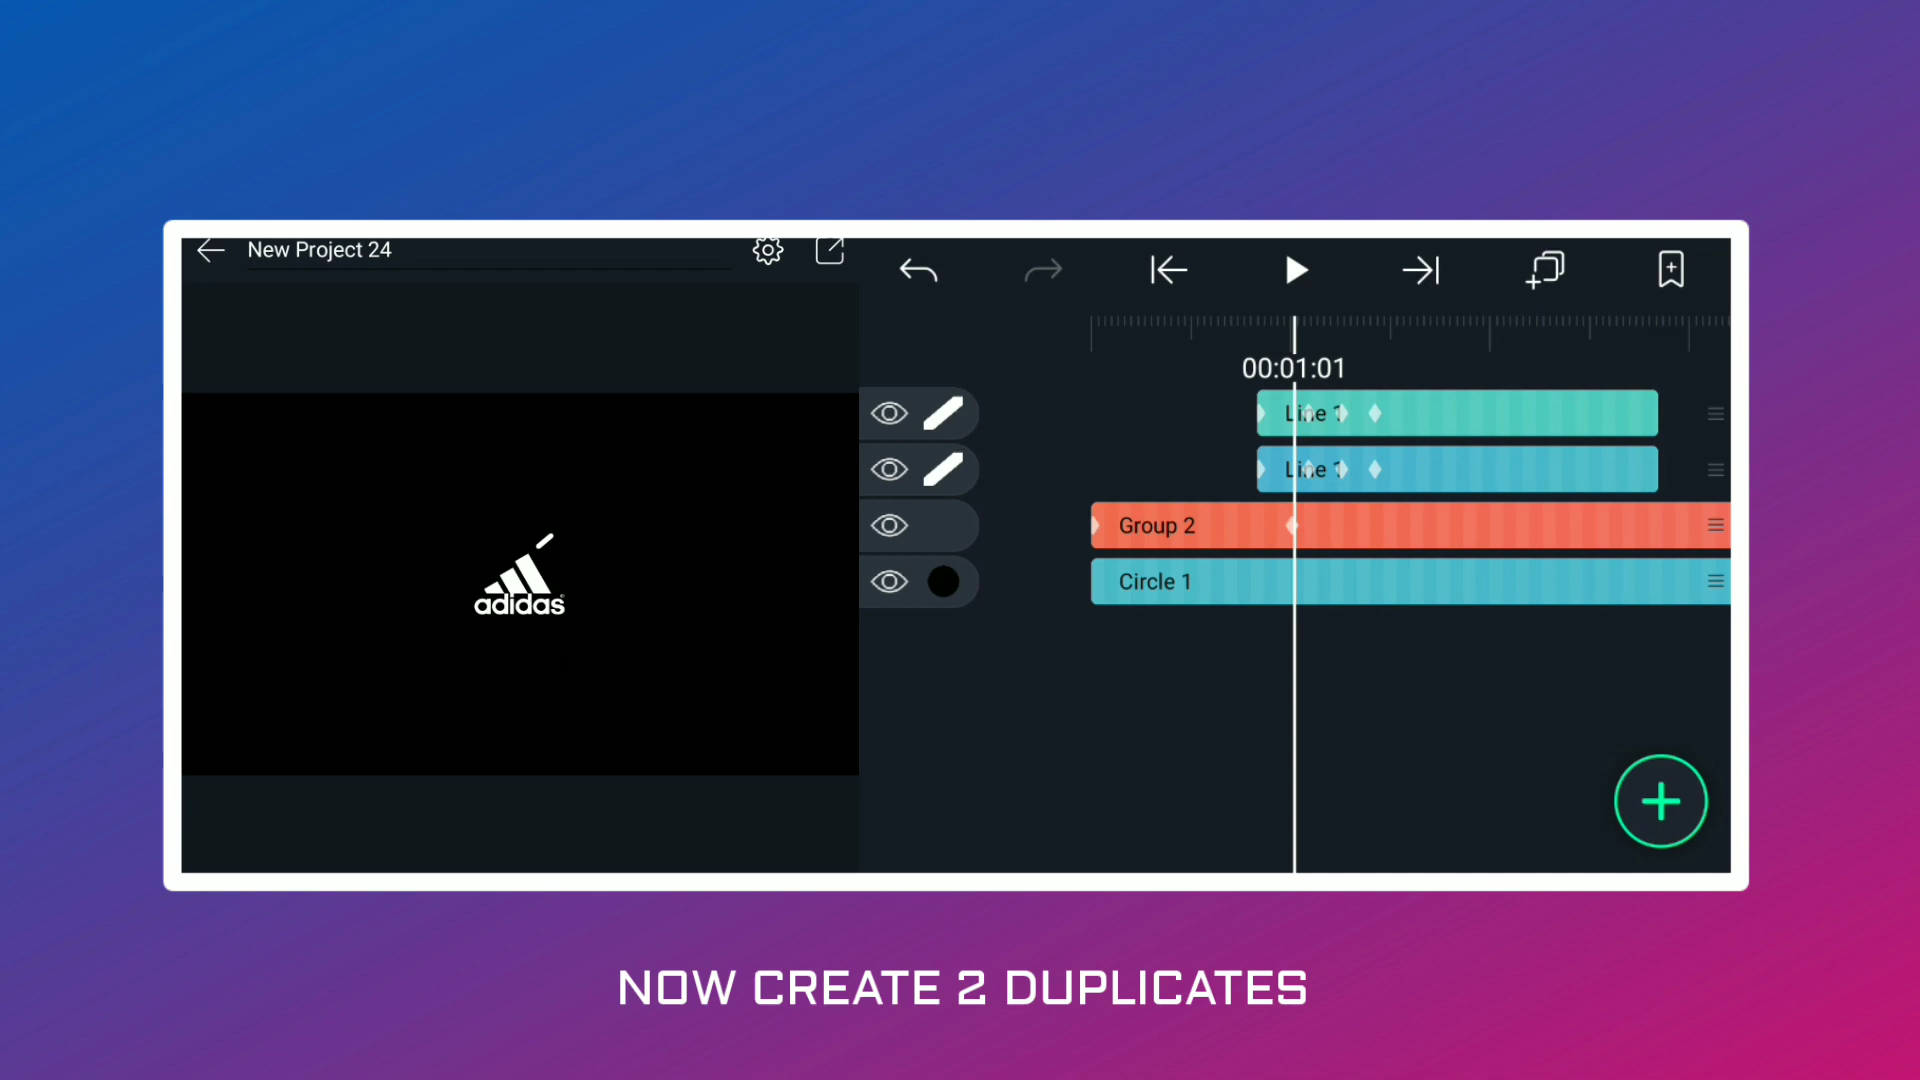 New Project 24
00:01:01
Line 1
Line 1
Group 2
Circle 1
adidas
NOW CREATE 2 DUPLICATES